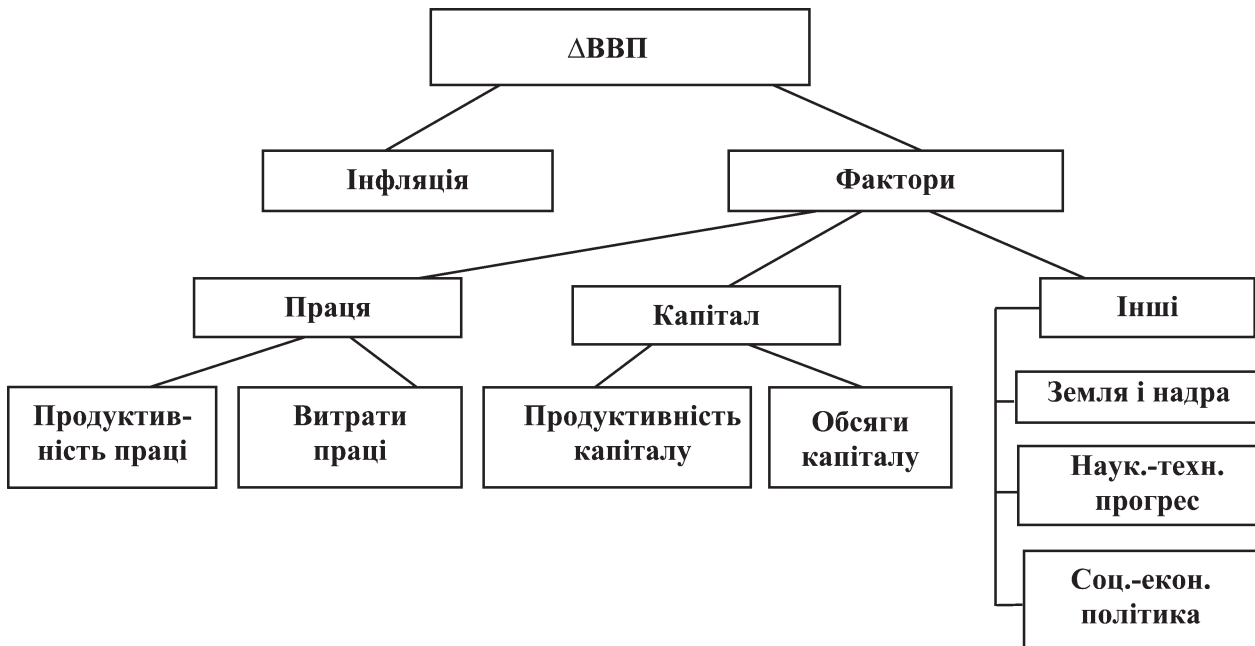 ∆ВВП
Інфляція
Фактори
Праця
Капітал
Інші
Продуктив-
ність праці
Витрати
праці
Продуктивність
капіталу
Обсяги
капіталу
Земля і надра
Наук.-техн.
прогрес
Соц.-екон.
політика